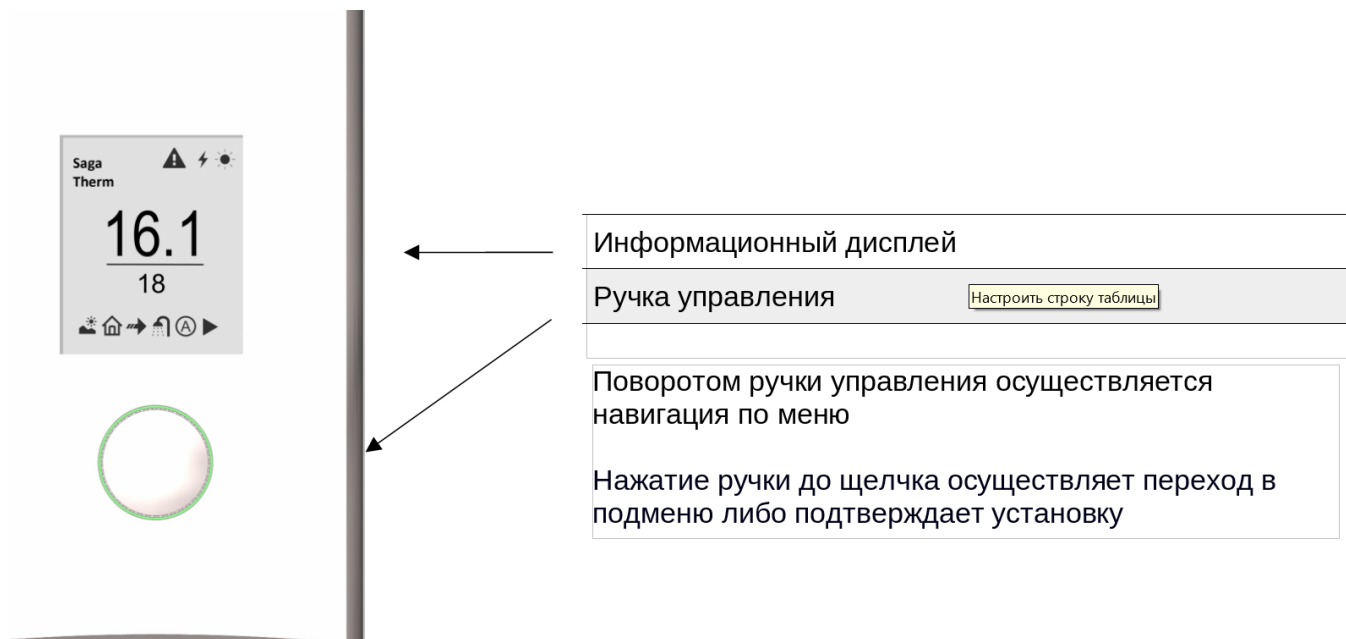 Saga
Therm
16.1
18
A
Информационный дисплей
Ручка управления
Настроить строку таблицы
Поворотом ручки управления осуществляется
навигация по меню
Нажатие ручки до щелчка осуществляет переход в
подменю либо подтверждает установку